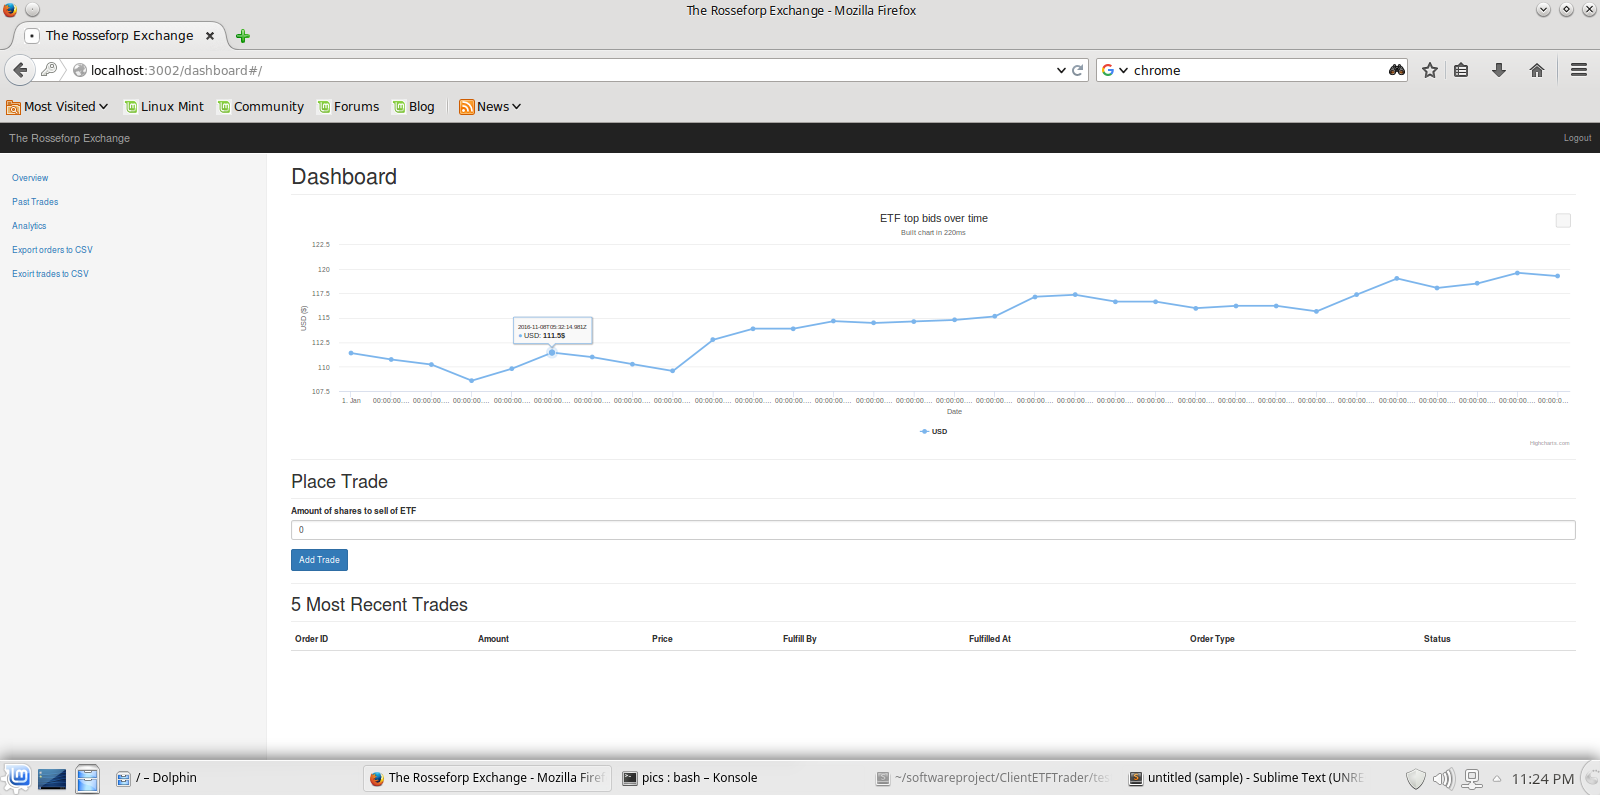 The Rosseforp Exchange - Mozilla Firefox
The Rosseforp Exchange
localhost:3002/dashboard#/
chrome
Most Visited Linux Mint Community Forums Blog News
The Rosseforp Exchange Logout
Overview
Past Trades
Analytics
Export orders to CSV
Exoirt trades to CSV
Dashboard
ETF top bids over time
Built chart in 220ms
122.5
120
117.5
115
112.5
110
107.5
USD ($)
2016-11-08T05:32:14.981Z
USD: 111.5$
1. Jan 00:00:00.… 00:00:00.… 00:00:00.… 00:00:00.… 00:00:00.… 00:00:00.… 00:00:00.… 00:00:00.… 00:00:00.… 00:00:00.… 00:00:00.… 00:00:00.… 00:00:00.… 00:00:00.… 00:00:00.… 00:00:00.… 00:00:00.… 00:00:00.… 00:00:00.… 00:00:00.… 00:00:00.… 00:00:00.… 00:00:00.… 00:00:00.… 00:00:00.… 00:00:00.… 00:00:00.… 00:00:00.… 00:00:00.… 00:00:0…
Date
USD
Highcharts.com
Place Trade
Amount of shares to sell of ETF
0
Add Trade
5 Most Recent Trades
Order ID Amount Price Fulfill By Fulfilled At Order Type Status
/ – Dolphin The Rosseforp Exchange - Mozilla Firef pics : bash – Konsole ~/softwareproject/ClientETFTrader/tes untitled (sample) - Sublime Text (UNRE 11:24 PM